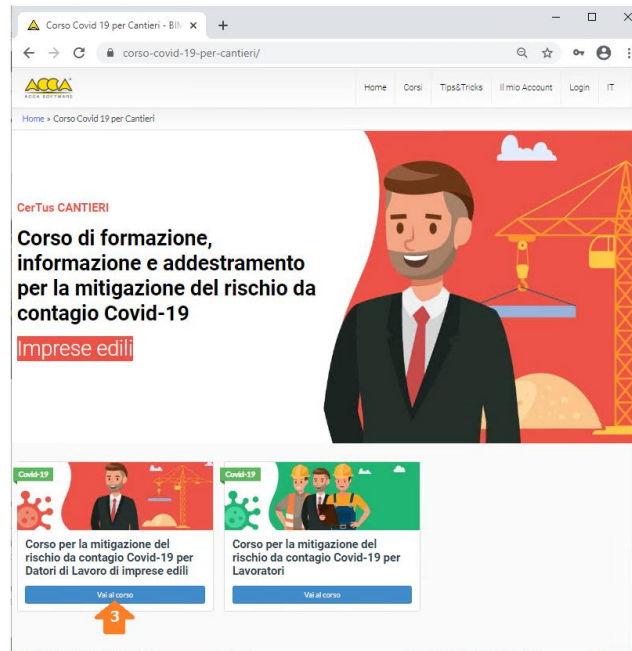 Corso Covid 19 per Cantieri - BIM
corso-covid-19-per-cantieri/
ACCA
ACCA SOFTWARE
Home Corsi Tips&Tricks Il mio Account Login IT
Home » Corso Covid 19 per Cantieri
CerTus CANTIERI
Corso di formazione,
informazione e addestramento
per la mitigazione del rischio da
contagio Covid-19
Imprese edili
Covid-19
Corso per la mitigazione del
rischio da contagio Covid-19 per
Datori di Lavoro di imprese edili
Vai al corso
3
Covid-19
Corso per la mitigazione del
rischio da contagio Covid-19 per
Lavoratori
Vai al corso